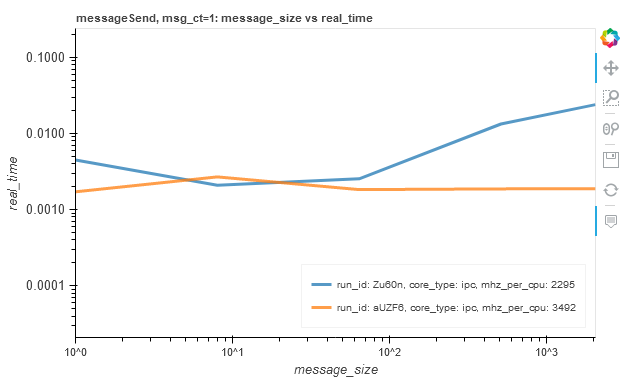 messageSend, msg_ct=1: message_size vs real_time
0.1000
0.0100
0.0010
0.0001
real_time
run_id: Zu60n, core_type: ipc, mhz_per_cpu: 2295
run_id: aUZF6, core_type: ipc, mhz_per_cpu: 3492
10^0
10^1
10^2
10^3
message_size